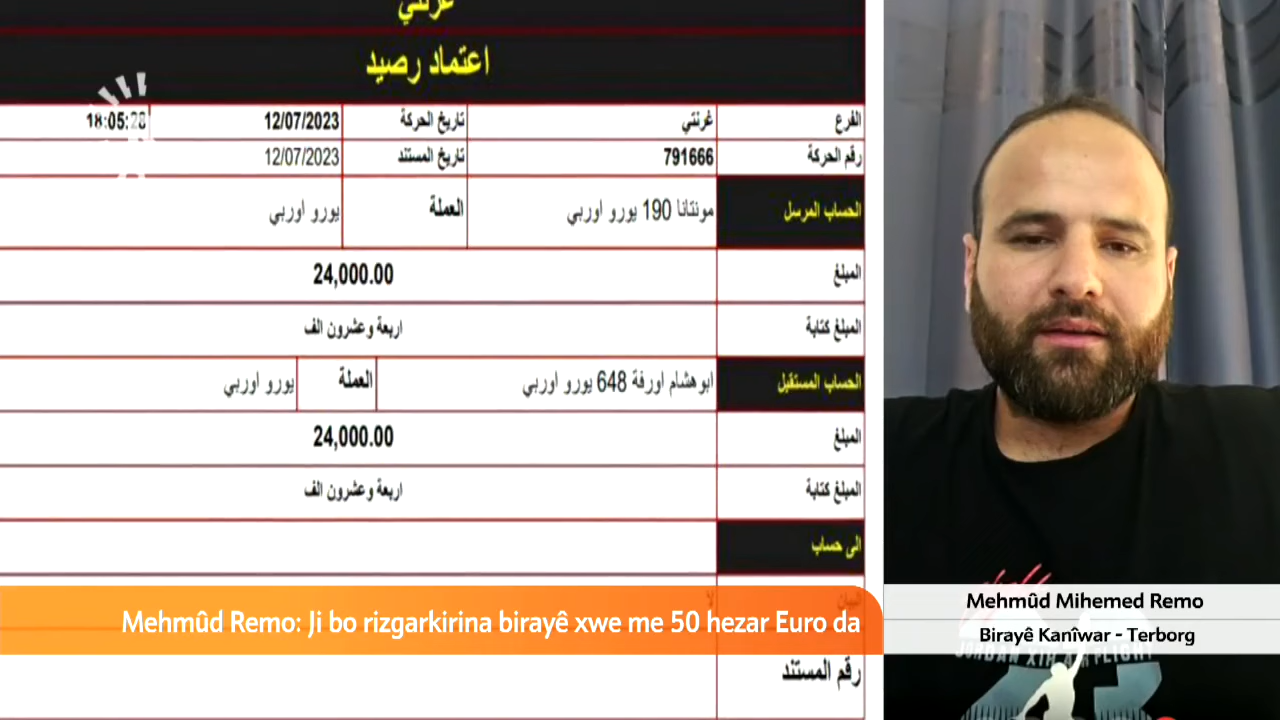 غرنتي
اعتماد رصيد
الفرع غرنتي تاريخ الحركة 12/07/2023 18:05:28
رقم الحركة 791666 تاريخ المستند 12/07/2023
الحساب المرسل مونتانا 190 يورو اوربي العملة يورو اوربي
المبلغ 24,000.00
المبلغ كتابة اربعة وعشرون الف
الحساب المستقبل ابوهشام اورفة 648 يورو اوربي العملة يورو اوربي
المبلغ 24,000.00
المبلغ كتابة اربعة وعشرون الف
الى حساب
البيان
Mehmûd Remo: Ji bo rizgarkirina birayê xwe me 50 hezar Euro da
رقم المستند
Mehmûd Mihemed Remo
Birayê Kanîwar - Terborg
JORDAN FLIGHT